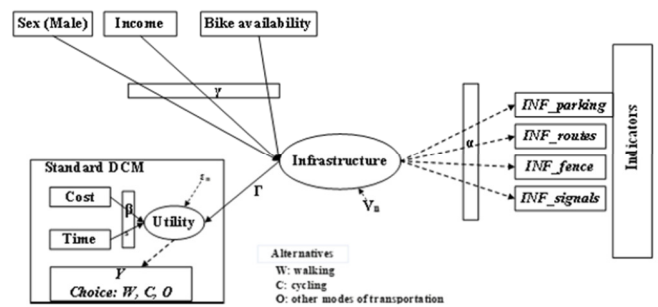 Sex (Male)
Income
Bike availability
γ
Infrastructure
α
INF_parking
INF_routes
INF_fence
INF_signals
Indicators
Standard DCM
Cost
Time
β
Utility
Γ
Vn
Y
Choice: W, C, O
Alternatives
W: walking
C: cycling
O: other modes of transportation